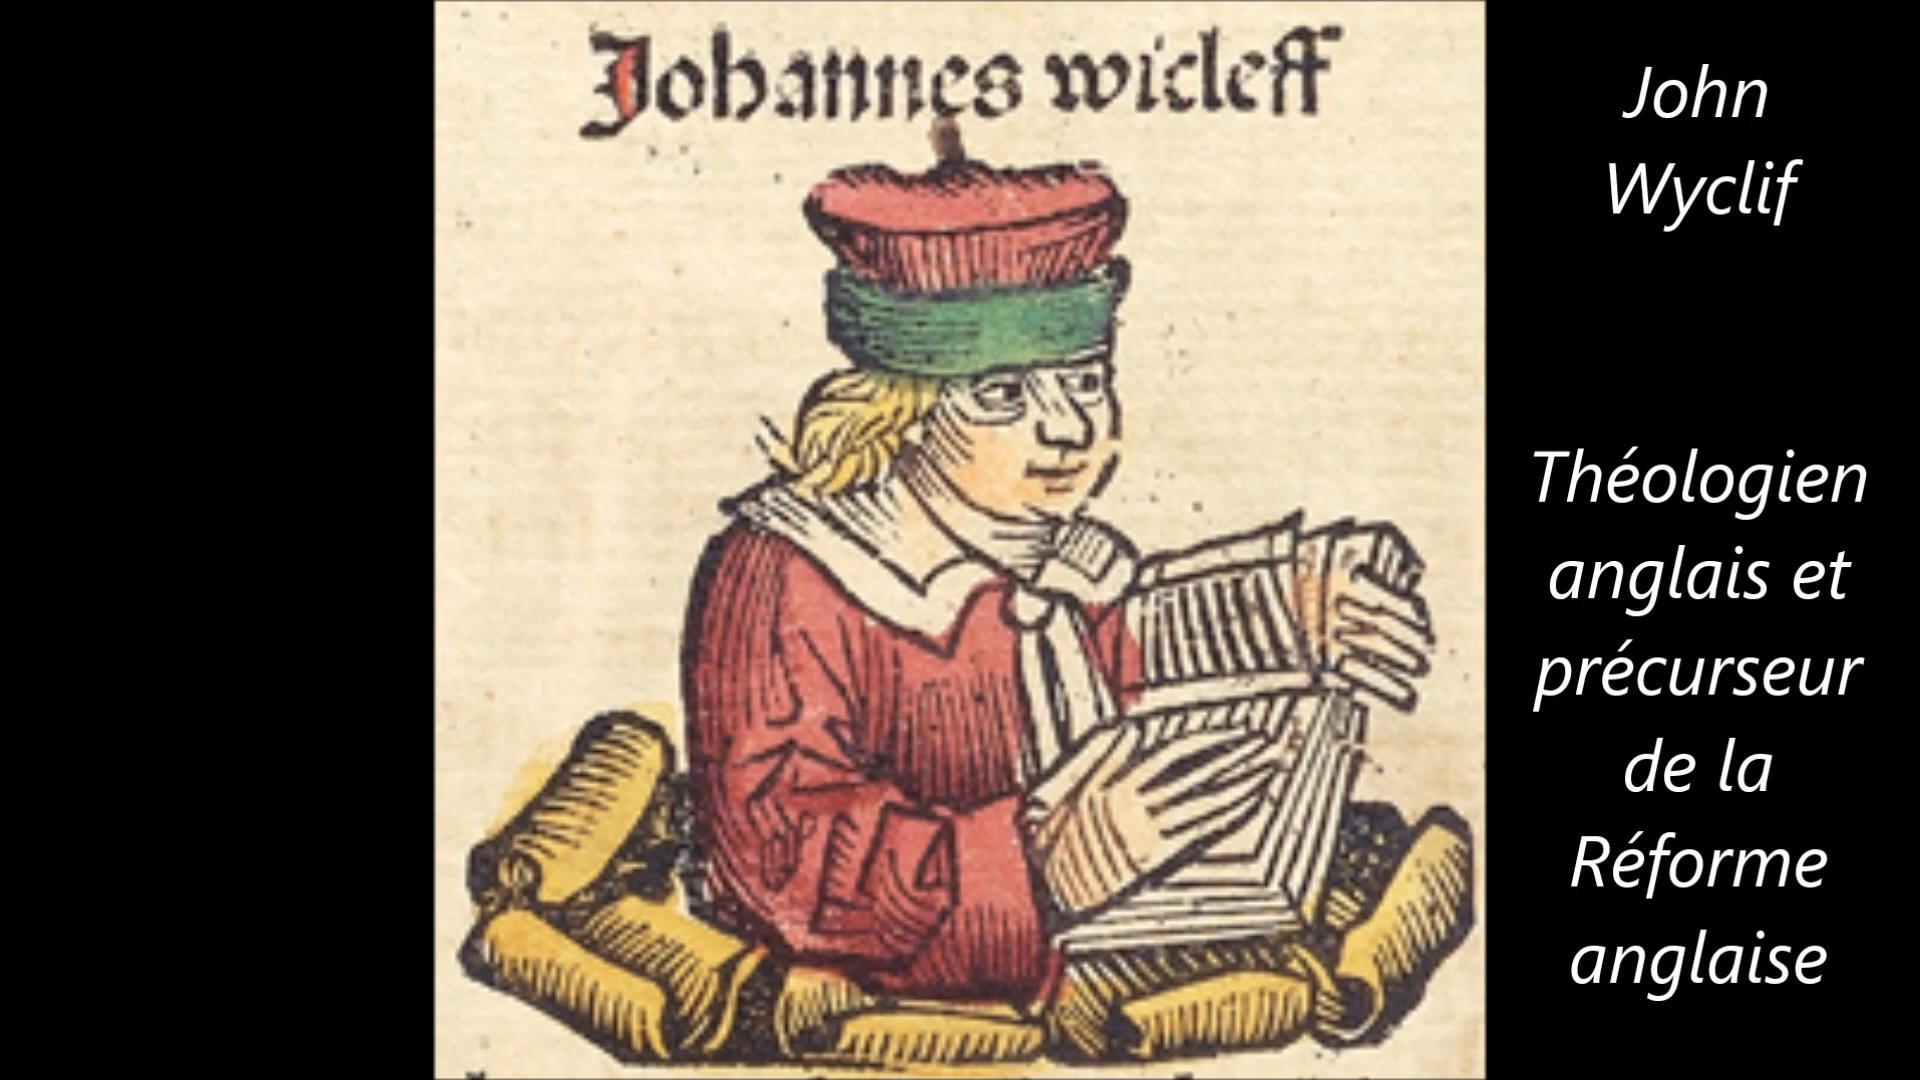 Johannes wicleff
John
Wyclif
Théologien
anglais et
précurseur
de la
Réforme
anglaise